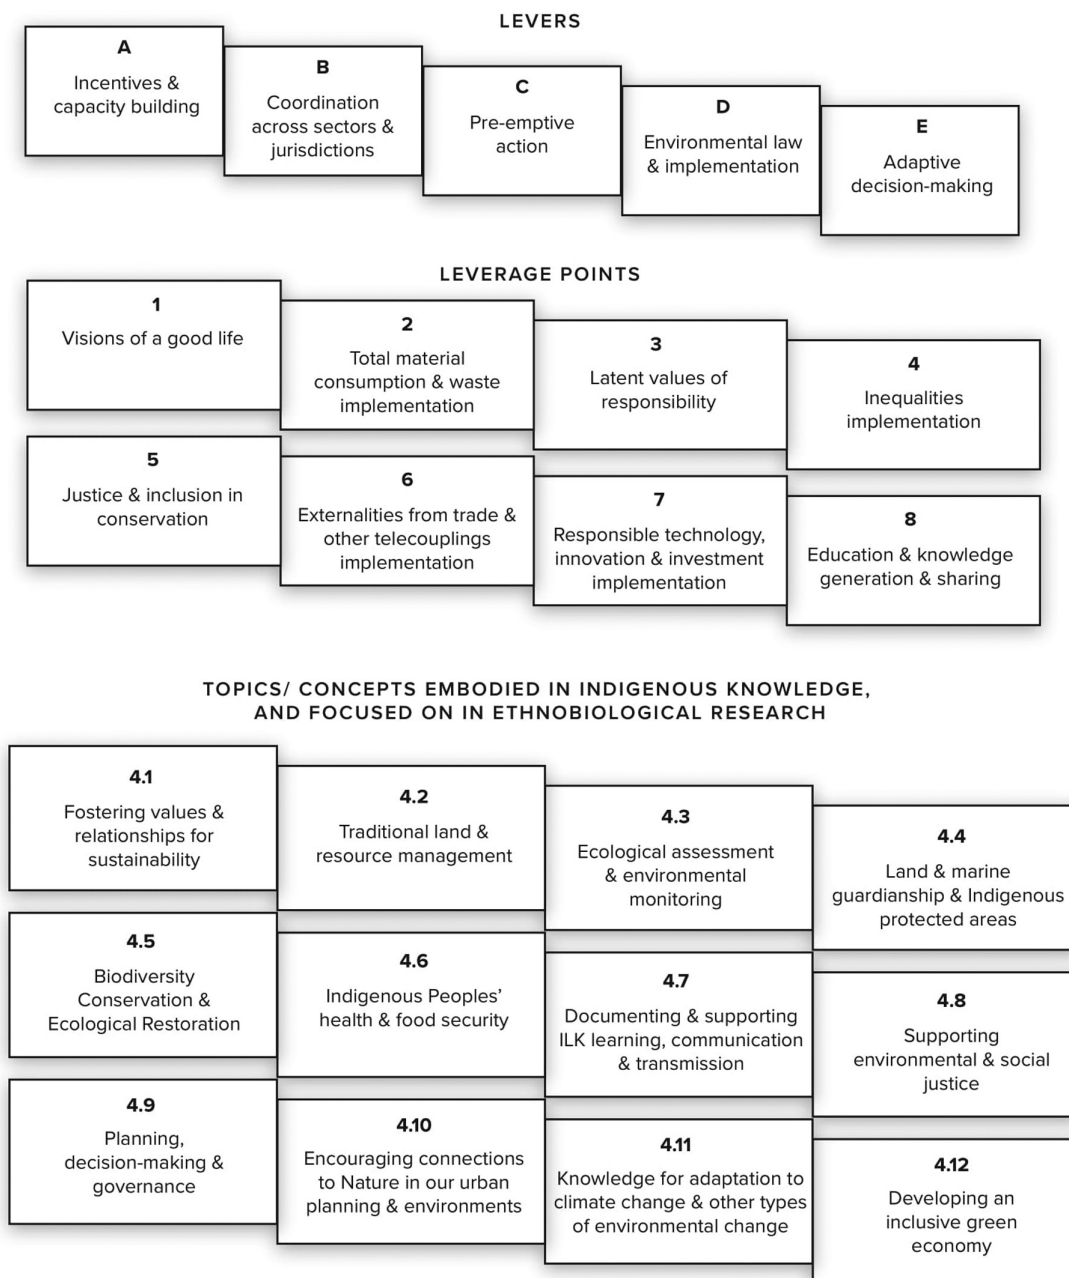 LEVERS
A
Incentives &
capacity building
B
Coordination
across sectors &
jurisdictions
C
Pre-emptive
action
D
Environmental law
& implementation
E
Adaptive
decision-making
LEVERAGE POINTS
1
Visions of a good life
2
Total material
consumption & waste
implementation
3
Latent values of
responsibility
4
Inequalities
implementation
5
Justice & inclusion in
conservation
6
Externalities from trade &
other telecouplings
implementation
7
Responsible technology,
innovation & investment
implementation
8
Education & knowledge
generation & sharing
TOPICS/ CONCEPTS EMBODIED IN INDIGENOUS KNOWLEDGE,
AND FOCUSED ON IN ETHNOBIOLOGICAL RESEARCH
4.1
Fostering values &
relationships for
sustainability
4.2
Traditional land &
resource management
4.3
Ecological assessment
& environmental
monitoring
4.4
Land & marine
guardianship & Indigenous
protected areas
4.5
Biodiversity
Conservation &
Ecological Restoration
4.6
Indigenous Peoples’
health & food security
4.7
Documenting & supporting
ILK learning, communication
& transmission
4.8
Supporting
environmental & social
justice
4.9
Planning,
decision-making &
governance
4.10
Encouraging connections
to Nature in our urban
planning & environments
4.11
Knowledge for adaptation to
climate change & other types
of environmental change
4.12
Developing an
inclusive green
economy